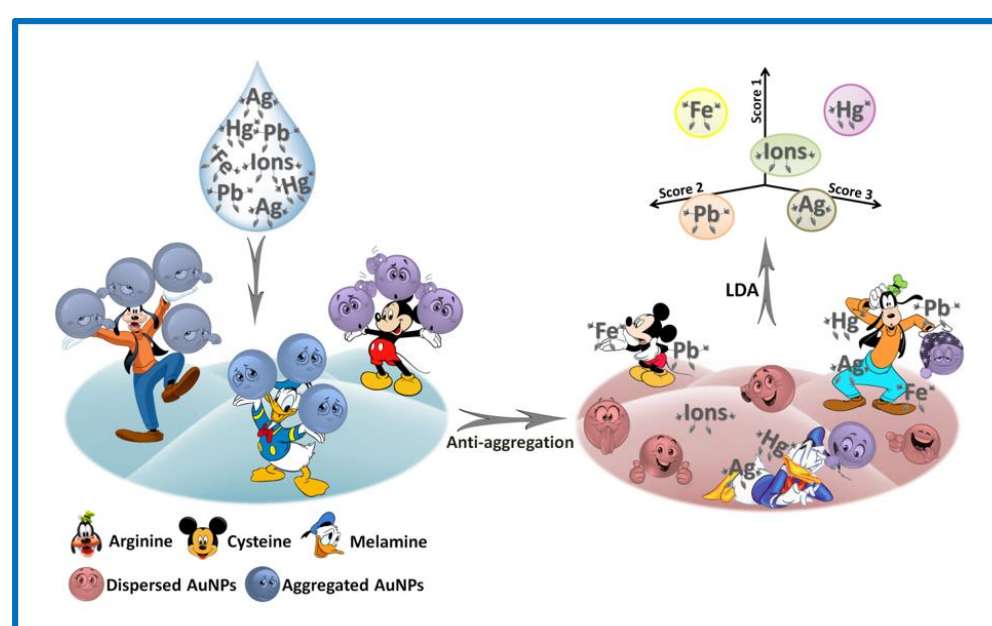 Ag
Hg Pb
Fe Ions
Pb Hg
Ag
Score 1
Fe
Hg
Ions
Score 2
Score 3
Pb
Ag
LDA
Fe
Pb
Hg
Pb
Ag
Fe
Ions
Hg
Ag
Anti-aggregation
Arginine Cysteine Melamine
Dispersed AuNPs Aggregated AuNPs